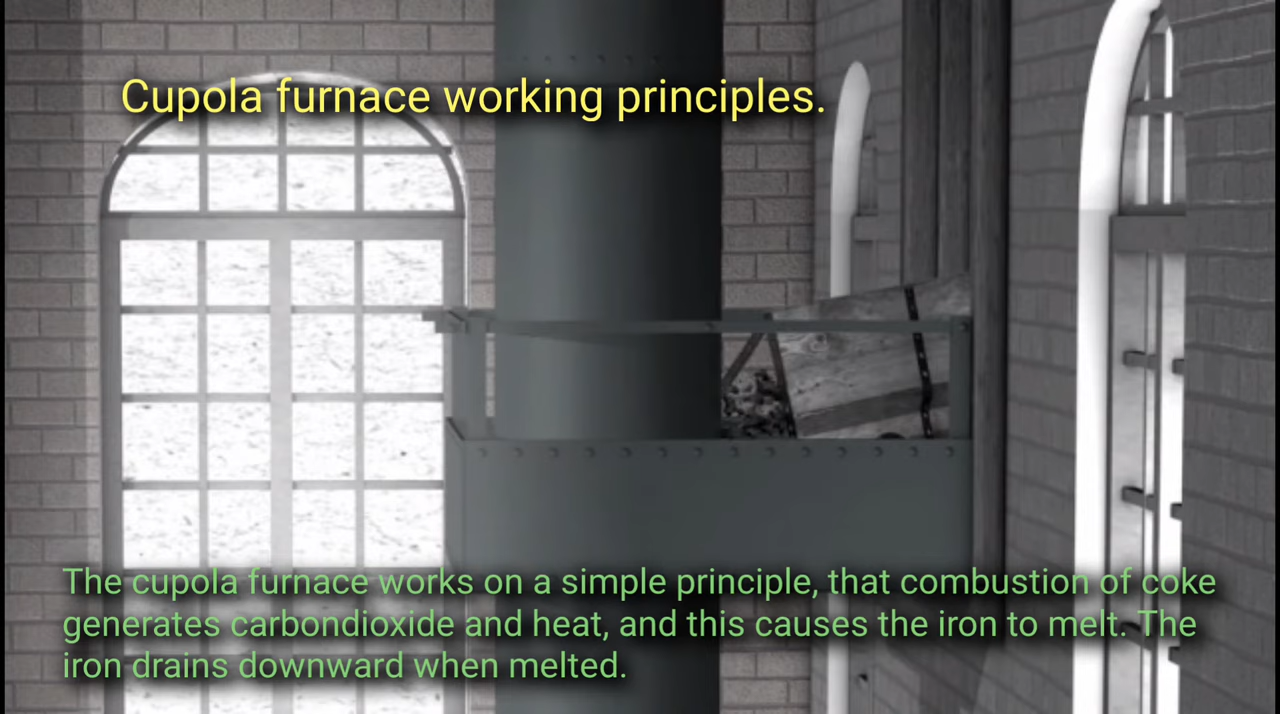 Cupola furnace working principles.
The cupola furnace works on a simple principle, that combustion of coke
generates carbondioxide and heat, and this causes the iron to melt. The
iron drains downward when melted.